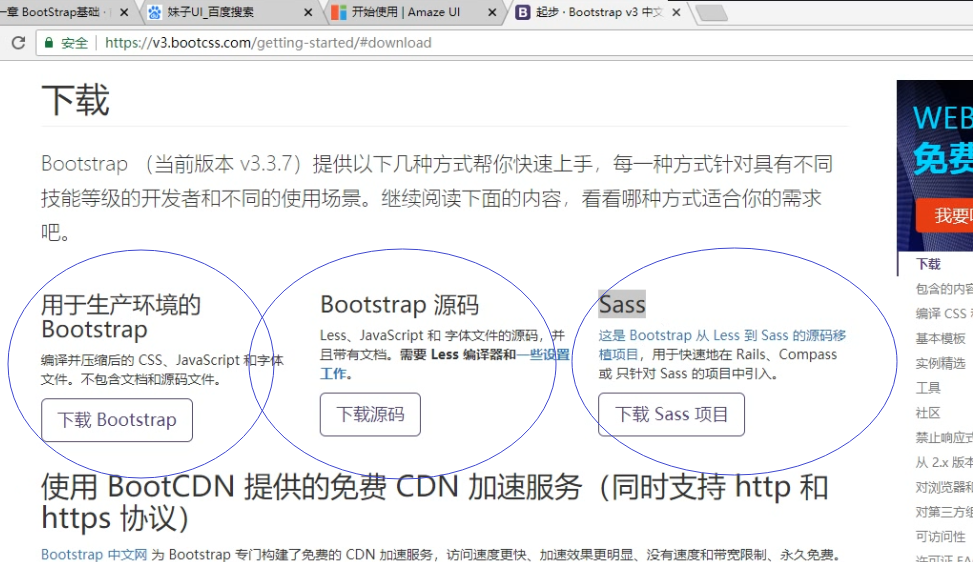 一章 BootStrap基础 ·
妹子UI_百度搜索
开始使用 | Amaze UI
起步 · Bootstrap v3 中文
安全 | https://v3.bootcss.com/getting-started/#download
下载
Bootstrap （当前版本 v3.3.7）提供以下几种方式帮你快速上手，每一种方式针对具有不同
技能等级的开发者和不同的使用场景。继续阅读下面的内容，看看哪种方式适合你的需求
吧。
用于生产环境的
Bootstrap
编译并压缩后的 CSS、JavaScript 和字体
文件。不包含文档和源码文件。
下载 Bootstrap
Bootstrap 源码
Less、JavaScript 和 字体文件的源码，并
且带有文档。需要 Less 编译器和一些设置
工作。
下载源码
Sass
这是 Bootstrap 从 Less 到 Sass 的源码移
植项目，用于快速地在 Rails、Compass
或 只针对 Sass 的项目中引入。
下载 Sass 项目
使用 BootCDN 提供的免费 CDN 加速服务（同时支持 http 和
https 协议）
Bootstrap 中文网 为 Bootstrap 专门构建了免费的 CDN 加速服务，访问速度更快、加速效果更明显、没有速度和带宽限制、永久免费。
WEB
免费
我要
下载
包含的内容
编译 CSS
基本模板
实例精选
工具
社区
禁止响应式
从 2.x 版本
对浏览器和
对第三方组
可访问性
许可证 FA